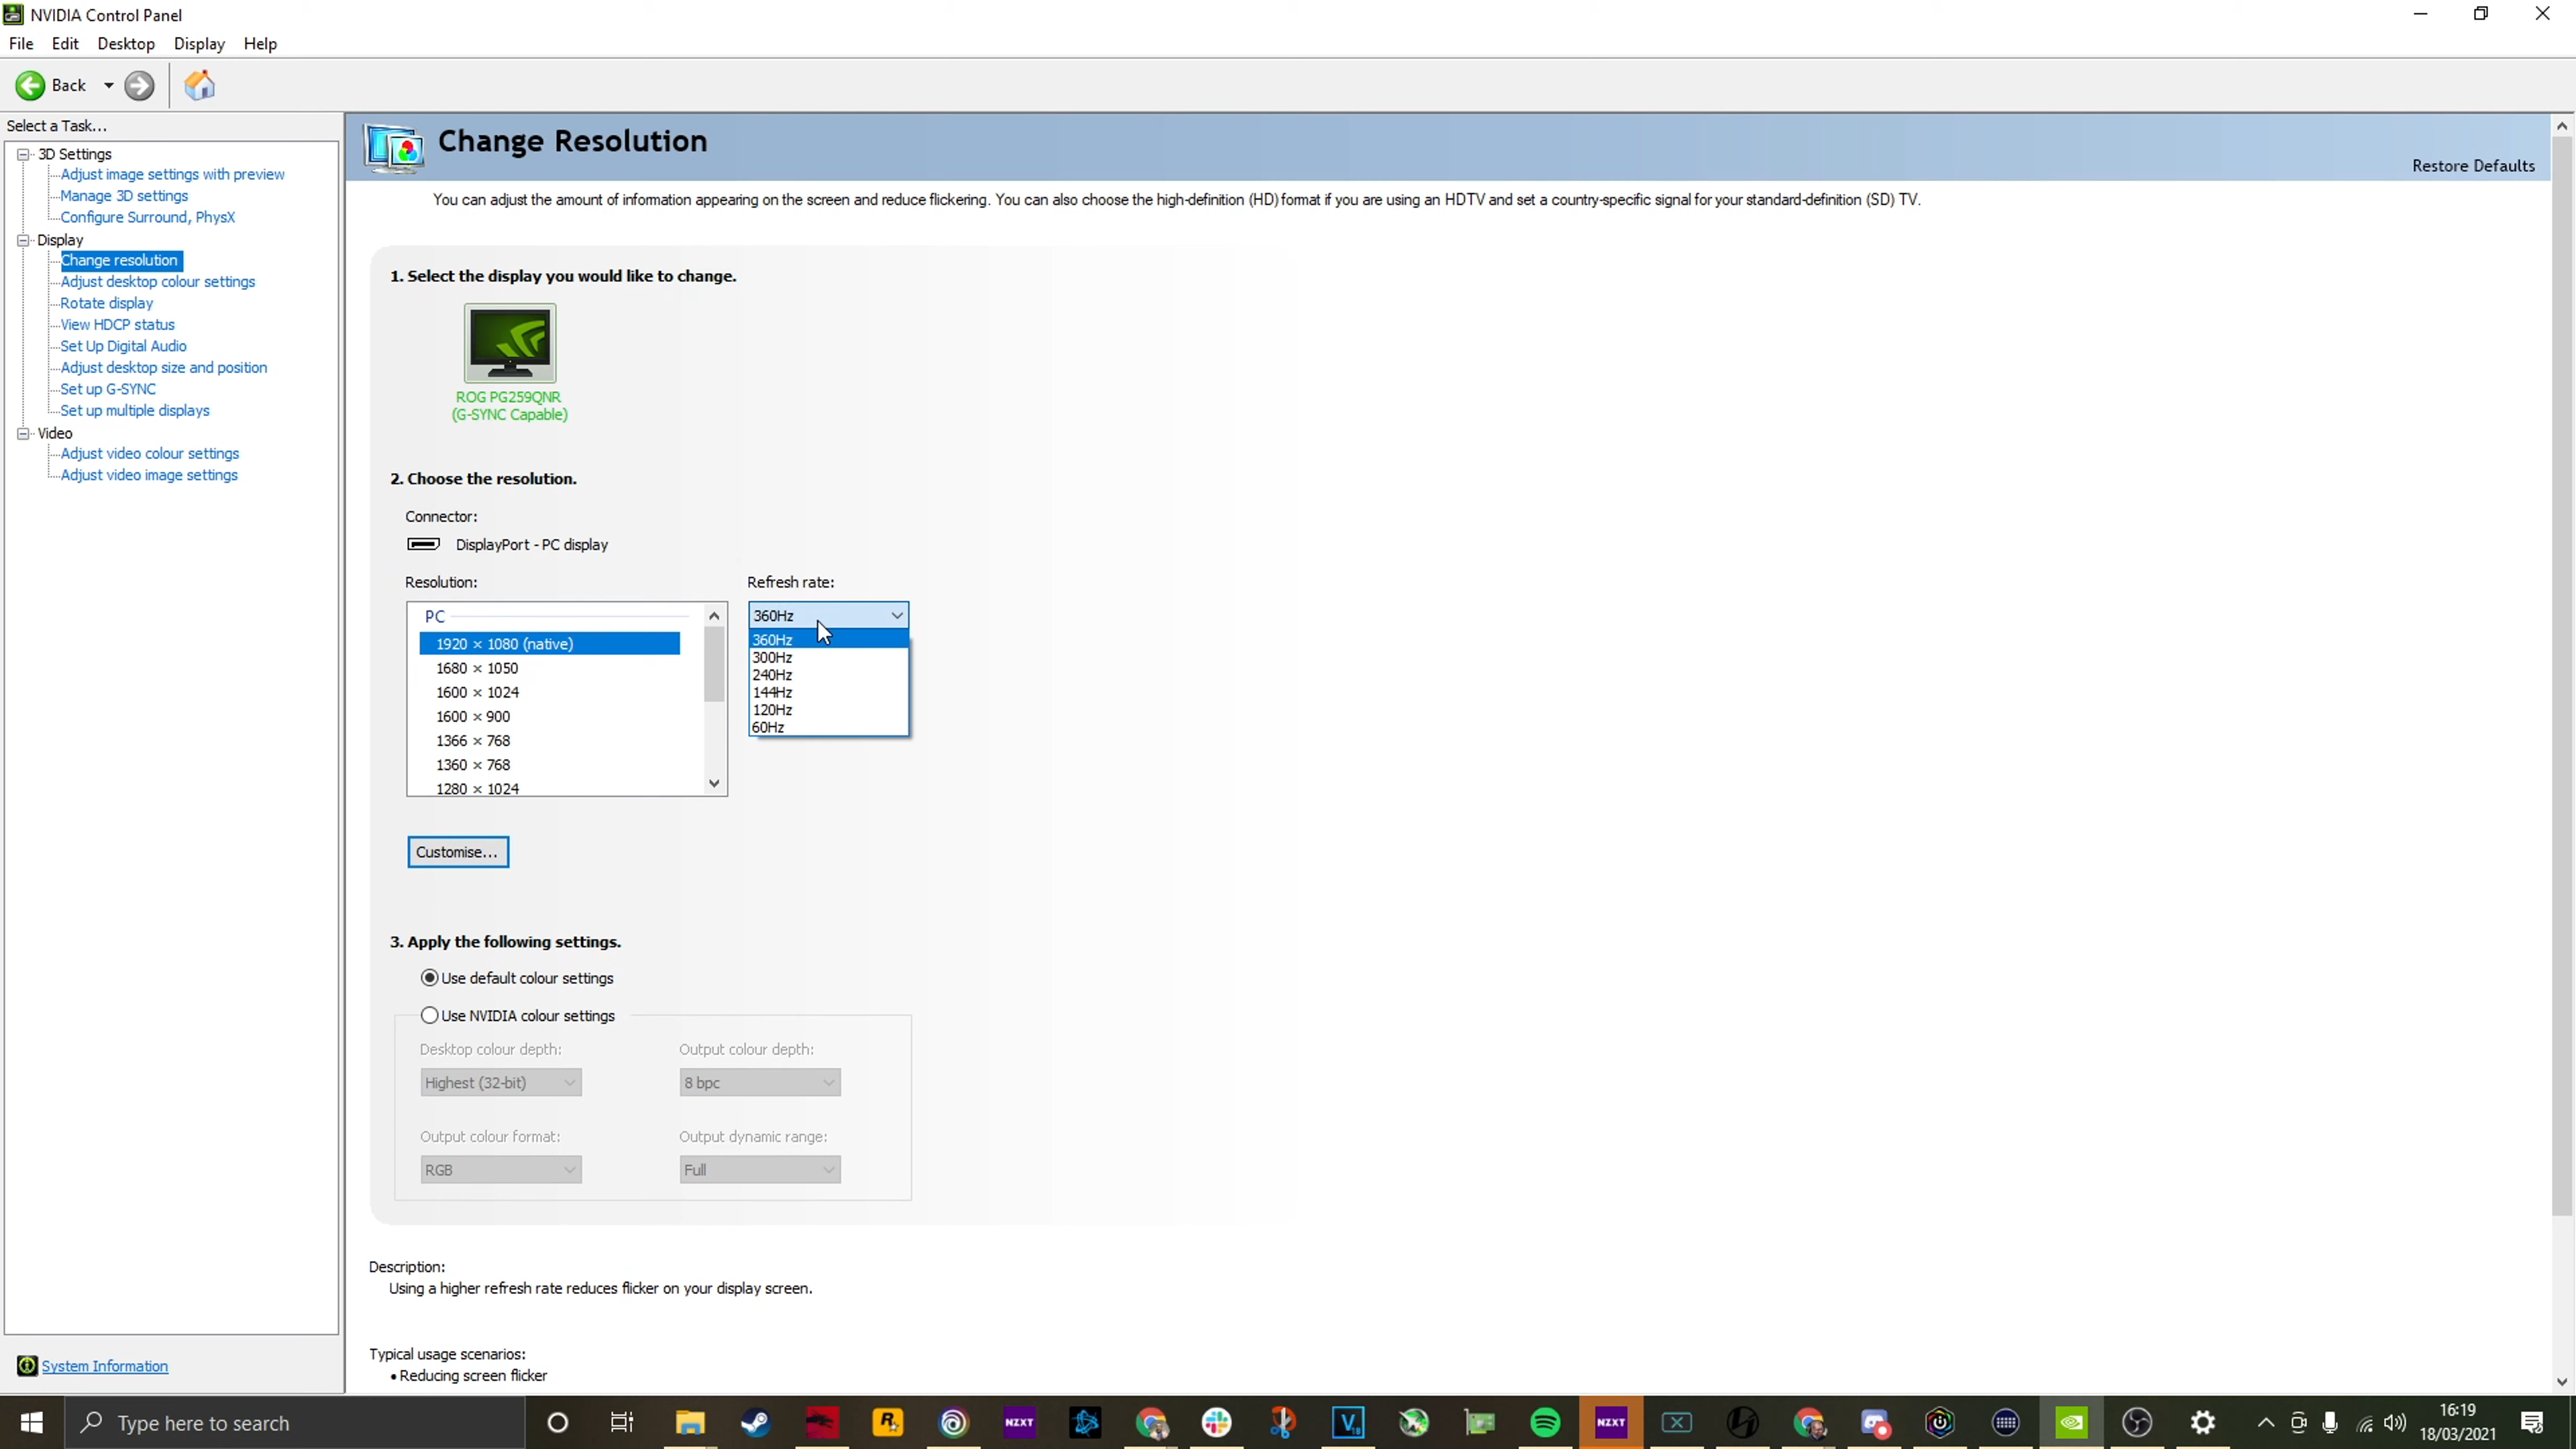 NVIDIA Control Panel
File Edit Desktop Display Help
Back
Select a Task...
3D Settings
Adjust image settings with preview
Manage 3D settings
Configure Surround, PhysX
Display
Change resolution
Adjust desktop colour settings
Rotate display
View HDCP status
Set Up Digital Audio
Adjust desktop size and position
Set up G-SYNC
Set up multiple displays
Video
Adjust video colour settings
Adjust video image settings
System Information
Change Resolution
Restore Defaults
You can adjust the amount of information appearing on the screen and reduce flickering. You can also choose the high-definition (HD) format if you are using an HDTV and set a country-specific signal for your standard-definition (SD) TV.
1. Select the display you would like to change.
ROG PG259QNR
(G-SYNC Capable)
2. Choose the resolution.
Connector:
DisplayPort - PC display
Resolution:
PC
1920 × 1080 (native)
1680 × 1050
1600 × 1024
1600 × 900
1366 × 768
1360 × 768
1280 × 1024
Refresh rate:
360Hz
360Hz
300Hz
240Hz
144Hz
120Hz
60Hz
Customise...
3. Apply the following settings.
Use default colour settings
Use NVIDIA colour settings
Desktop colour depth: Output colour depth:
Highest (32-bit) 8 bpc
Output colour format: Output dynamic range:
RGB Full
Description:
Using a higher refresh rate reduces flicker on your display screen.
Typical usage scenarios:
• Reducing screen flicker
Type here to search
R
NZXT
V
18
NZXT
16:19
18/03/2021